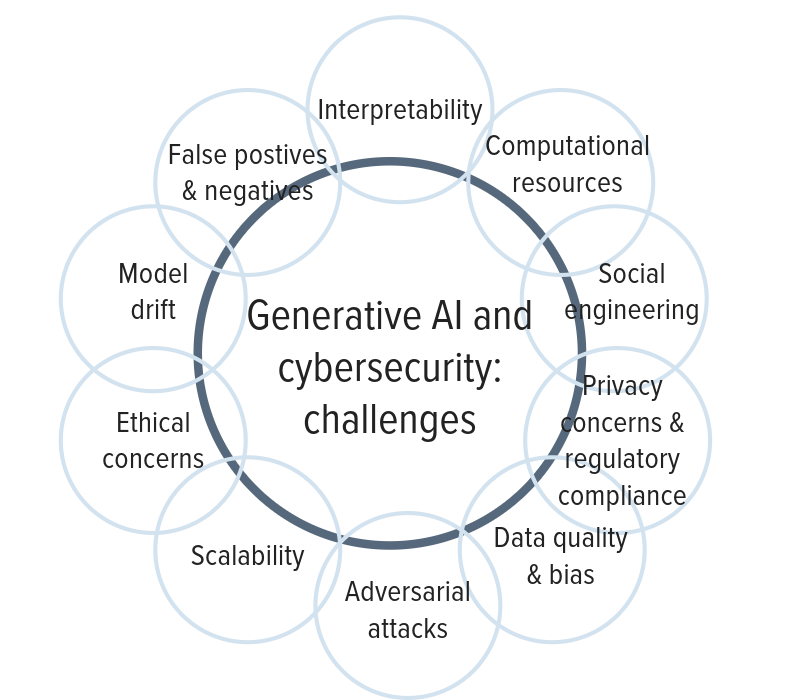 Interpretability
Computational
resources
Social
engineering
Privacy
concerns &
regulatory
compliance
Data quality
& bias
Adversarial
attacks
Scalability
Ethical
concerns
Model
drift
False postives
& negatives
Generative AI and
cybersecurity:
challenges